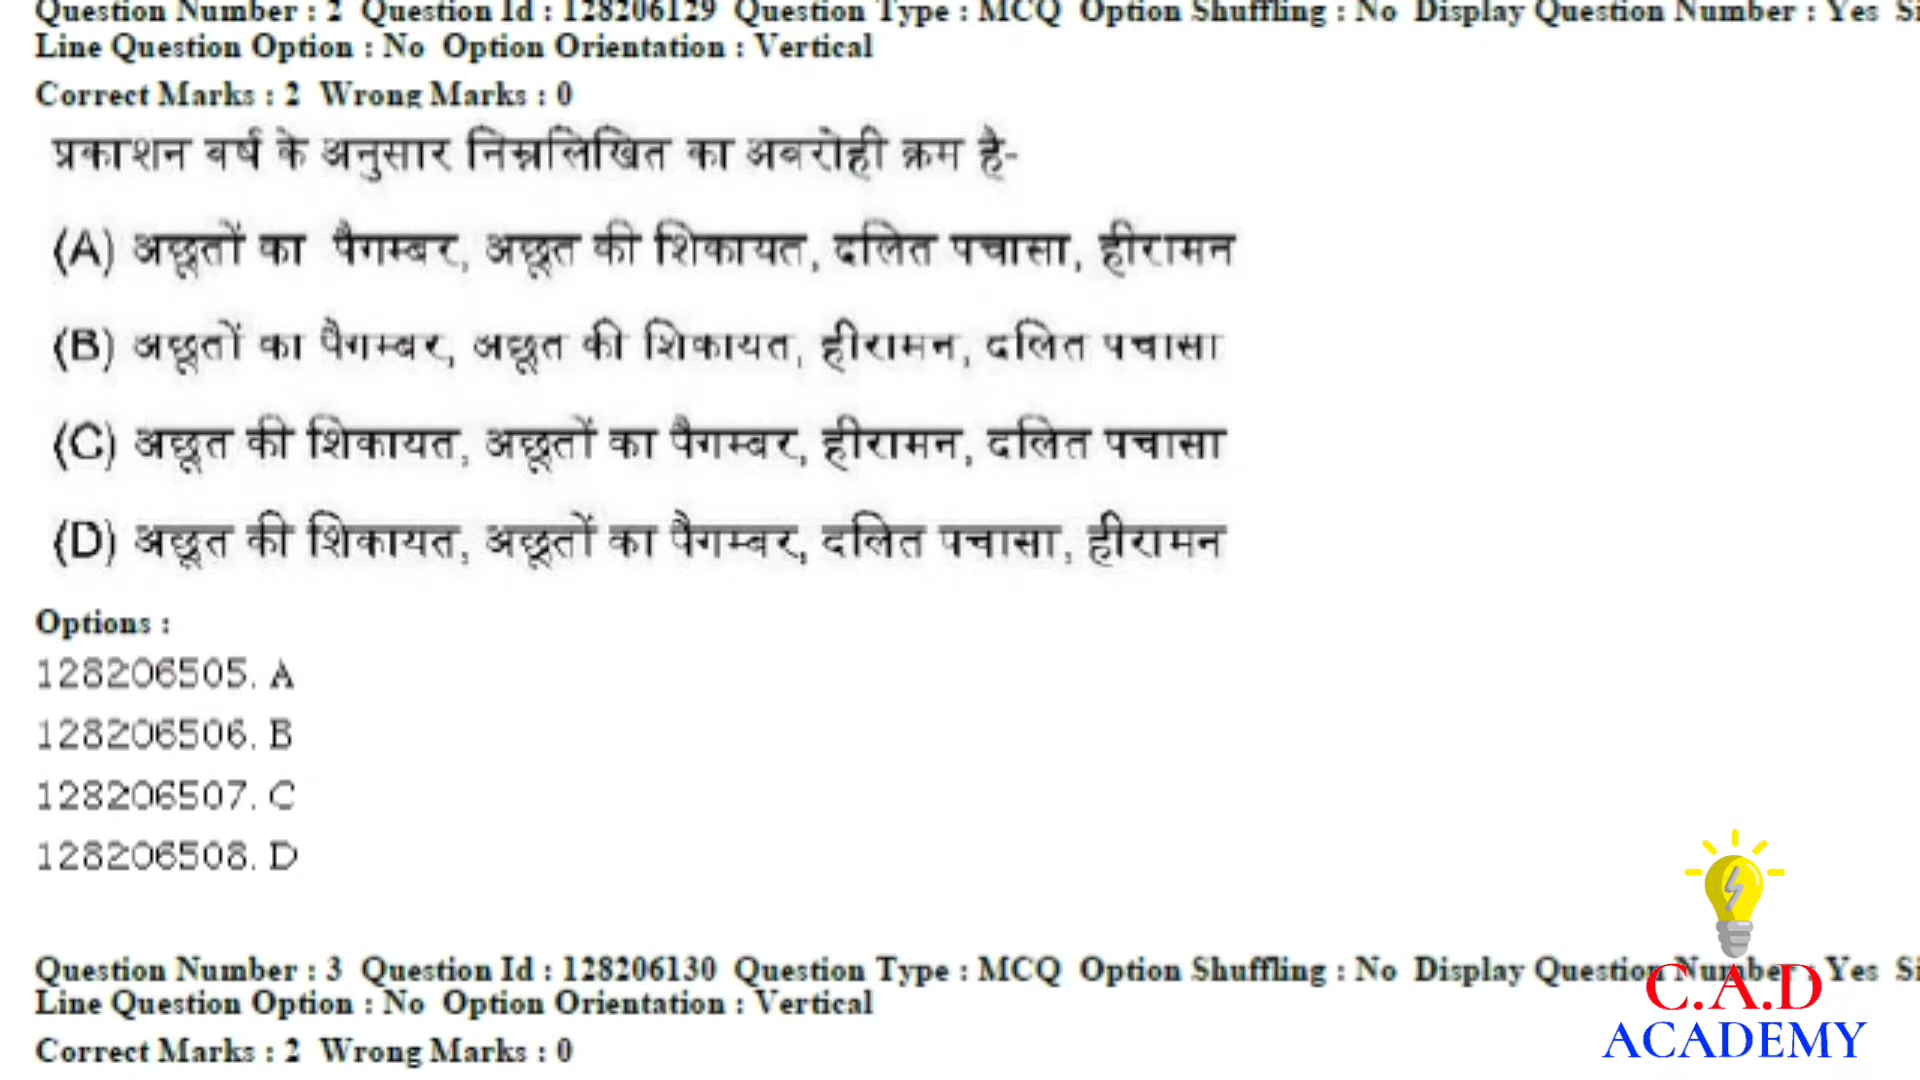 Question Number : 2 Question Id : 128206129 Question Type : MCQ Option Shuffling : No Display Question Number : Yes Si
Line Question Option : No Option Orientation : Vertical
Correct Marks : 2 Wrong Marks : 0
प्रकाशन वर्ष के अनुसार निम्नलिखित का अवरोही क्रम है-
(A) अछूतों का पैगम्बर, अछूत की शिकायत, दलित पचासा, हीरामन
(B) अछूतों का पैगम्बर, अछूत की शिकायत, हीरामन, दलित पचासा
(C) अछूत की शिकायत, अछूतों का पैगम्बर, हीरामन, दलित पचासा
(D) अछूत की शिकायत, अछूतों का पैगम्बर, दलित पचासा, हीरामन
Options :
128206505. A
128206506. B
128206507. C
128206508. D
Question Number : 3 Question Id : 128206130 Question Type : MCQ Option Shuffling : No Display Question Number : Yes Si
Line Question Option : No Option Orientation : Vertical
Correct Marks : 2 Wrong Marks : 0
C.A.D
ACADEMY